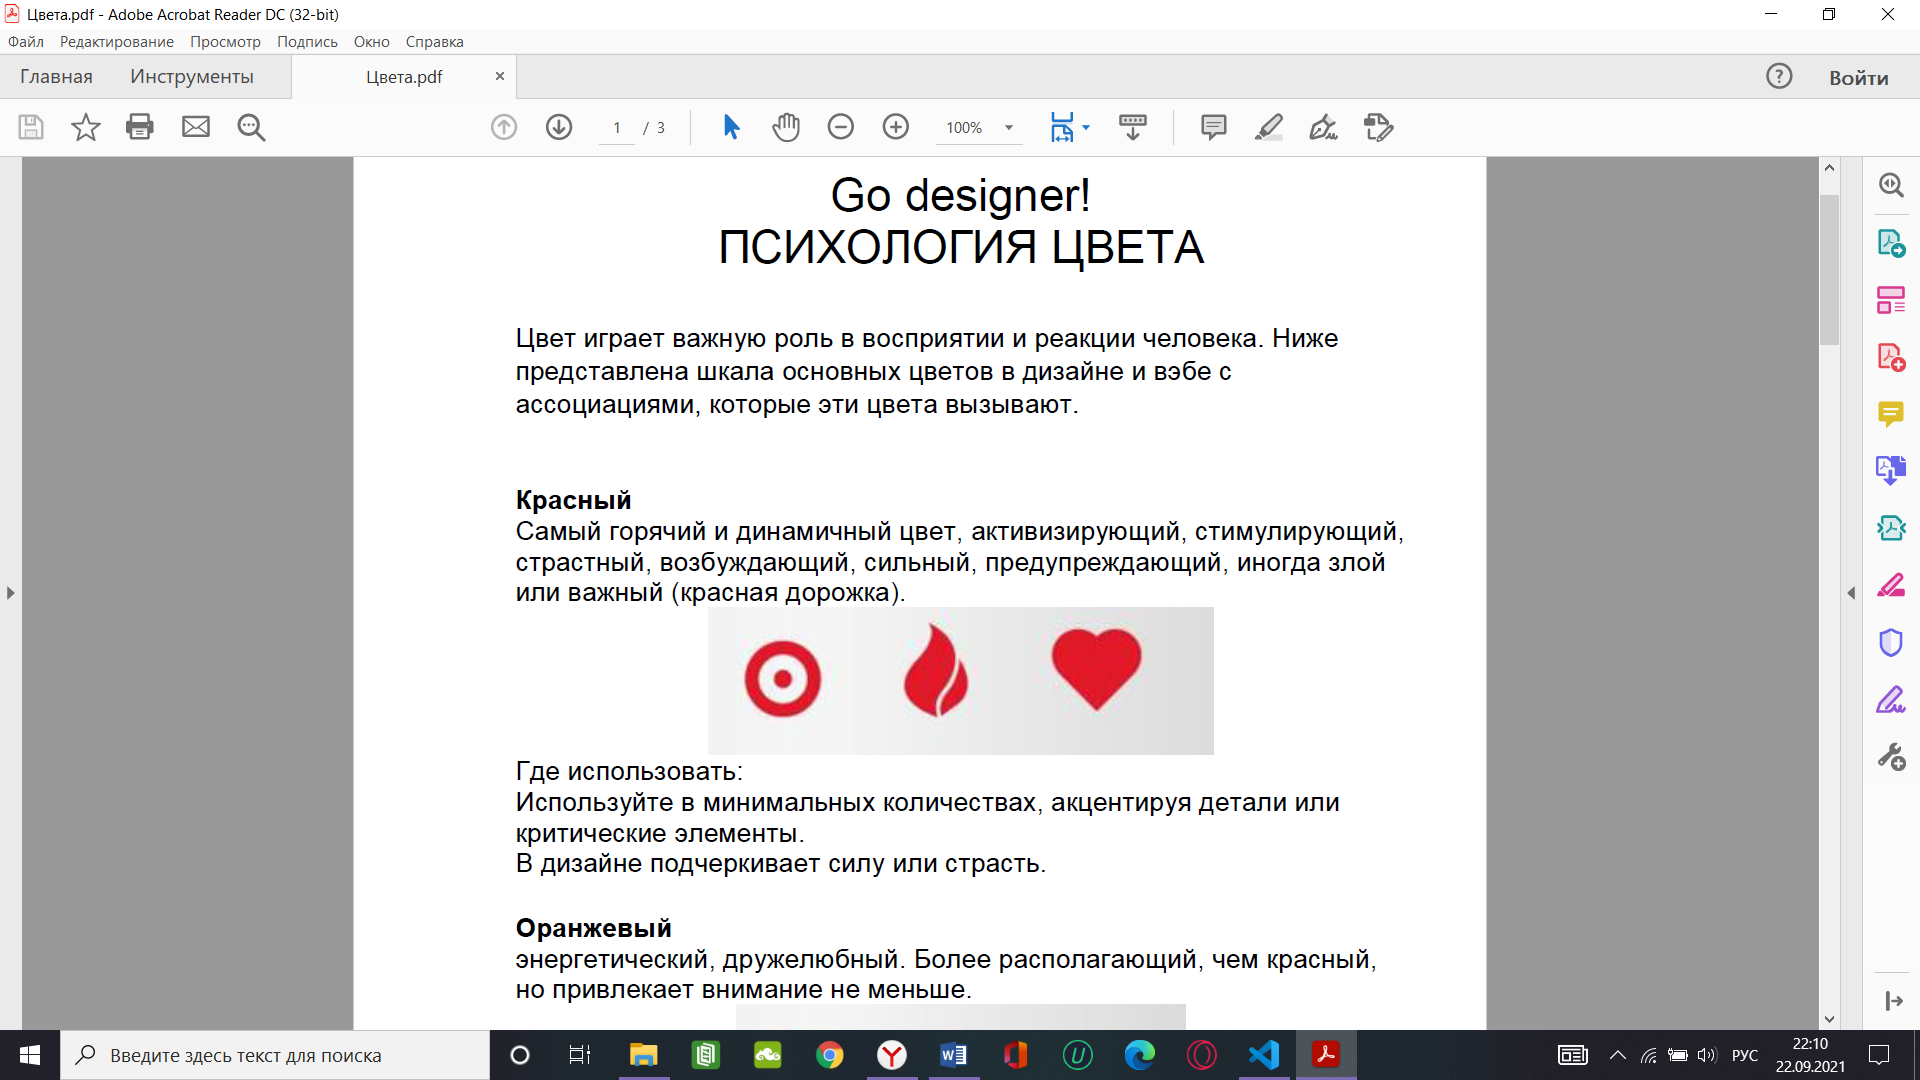 Цвета.pdf - Adobe Acrobat Reader DC (32-bit)
Файл Редактирование Просмотр Подпись Окно Справка
Главная Инструменты Цвета.pdf Войти
1 / 3 100%
Go designer!
ПСИХОЛОГИЯ ЦВЕТА
Цвет играет важную роль в восприятии и реакции человека. Ниже
представлена шкала основных цветов в дизайне и вэбе с
ассоциациями, которые эти цвета вызывают.
Красный
Самый горячий и динамичный цвет, активизирующий, стимулирующий,
страстный, возбуждающий, сильный, предупреждающий, иногда злой
или важный (красная дорожка).
Где использовать:
Используйте в минимальных количествах, акцентируя детали или
критические элементы.
В дизайне подчеркивает силу или страсть.
Оранжевый
энергетический, дружелюбный. Более располагающий, чем красный,
но привлекает внимание не меньше.
Введите здесь текст для поиска
РУС
22:10
22.09.2021